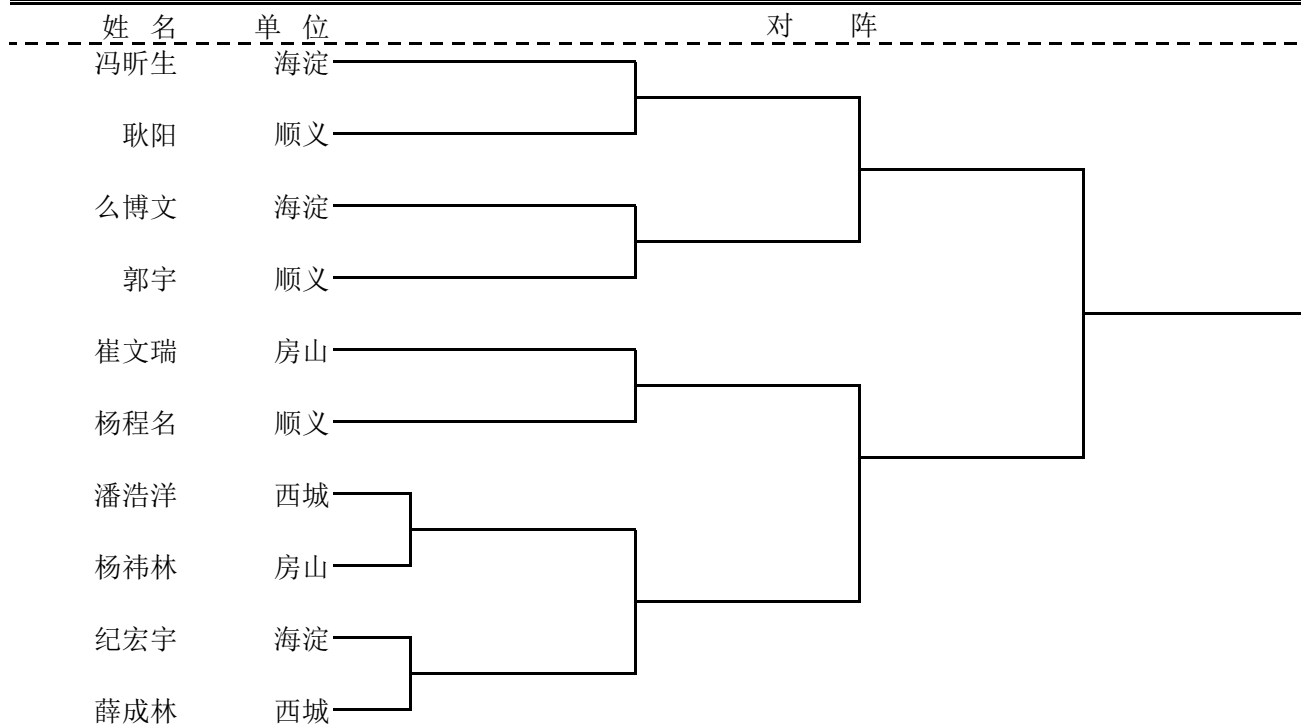 姓 名 单 位 对 阵
冯昕生 海淀
耿阳 顺义
么博文 海淀
郭宇 顺义
崔文瑞 房山
杨程名 顺义
潘浩洋 西城
杨祎林 房山
纪宏宇 海淀
薛成林 西城